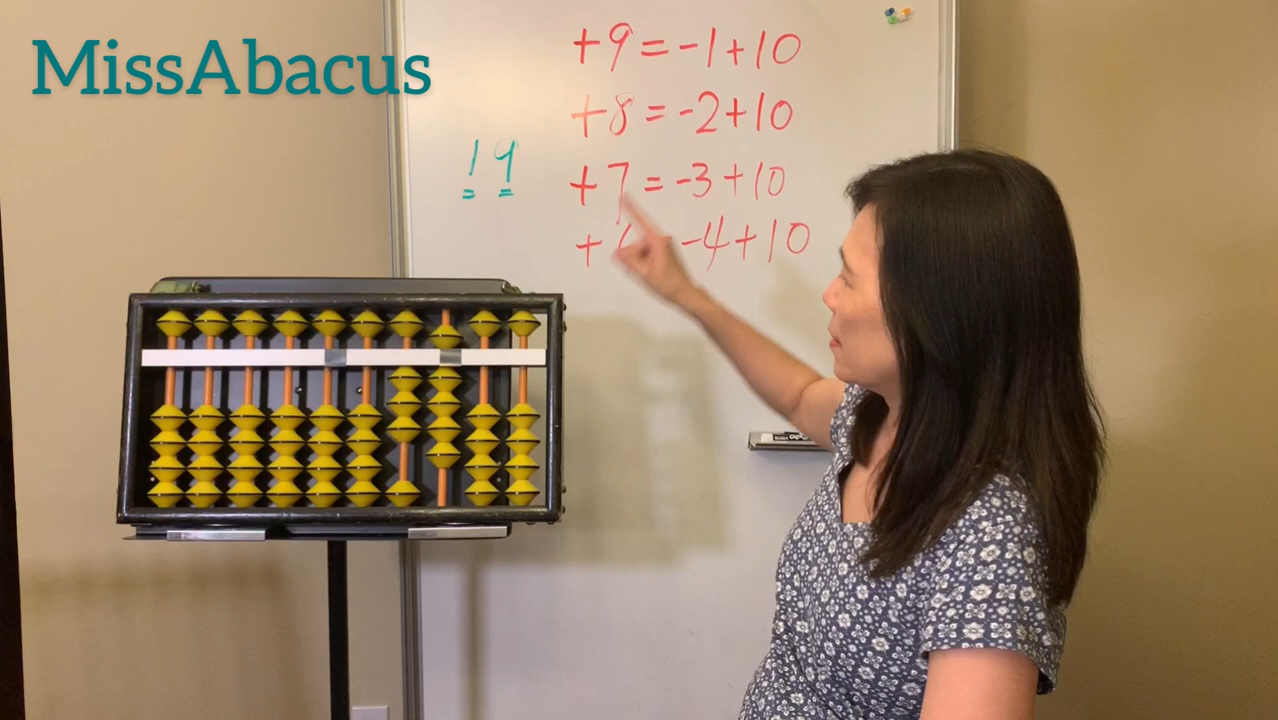 MissAbacus
+9=-1+10
+8=-2+10
19
+7=-3+10
+ = -4+10